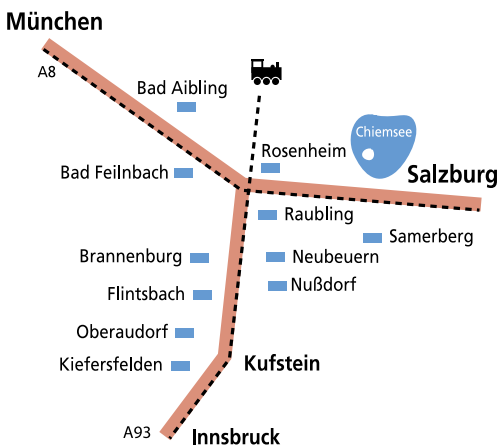 München
A8
Bad Aibling
Chiemsee
Rosenheim
Bad Feilnbach
Salzburg
Raubling
Samerberg
Brannenburg
Neubeuern
Flintsbach
Nußdorf
Oberaudorf
Kiefersfelden
Kufstein
A93
Innsbruck